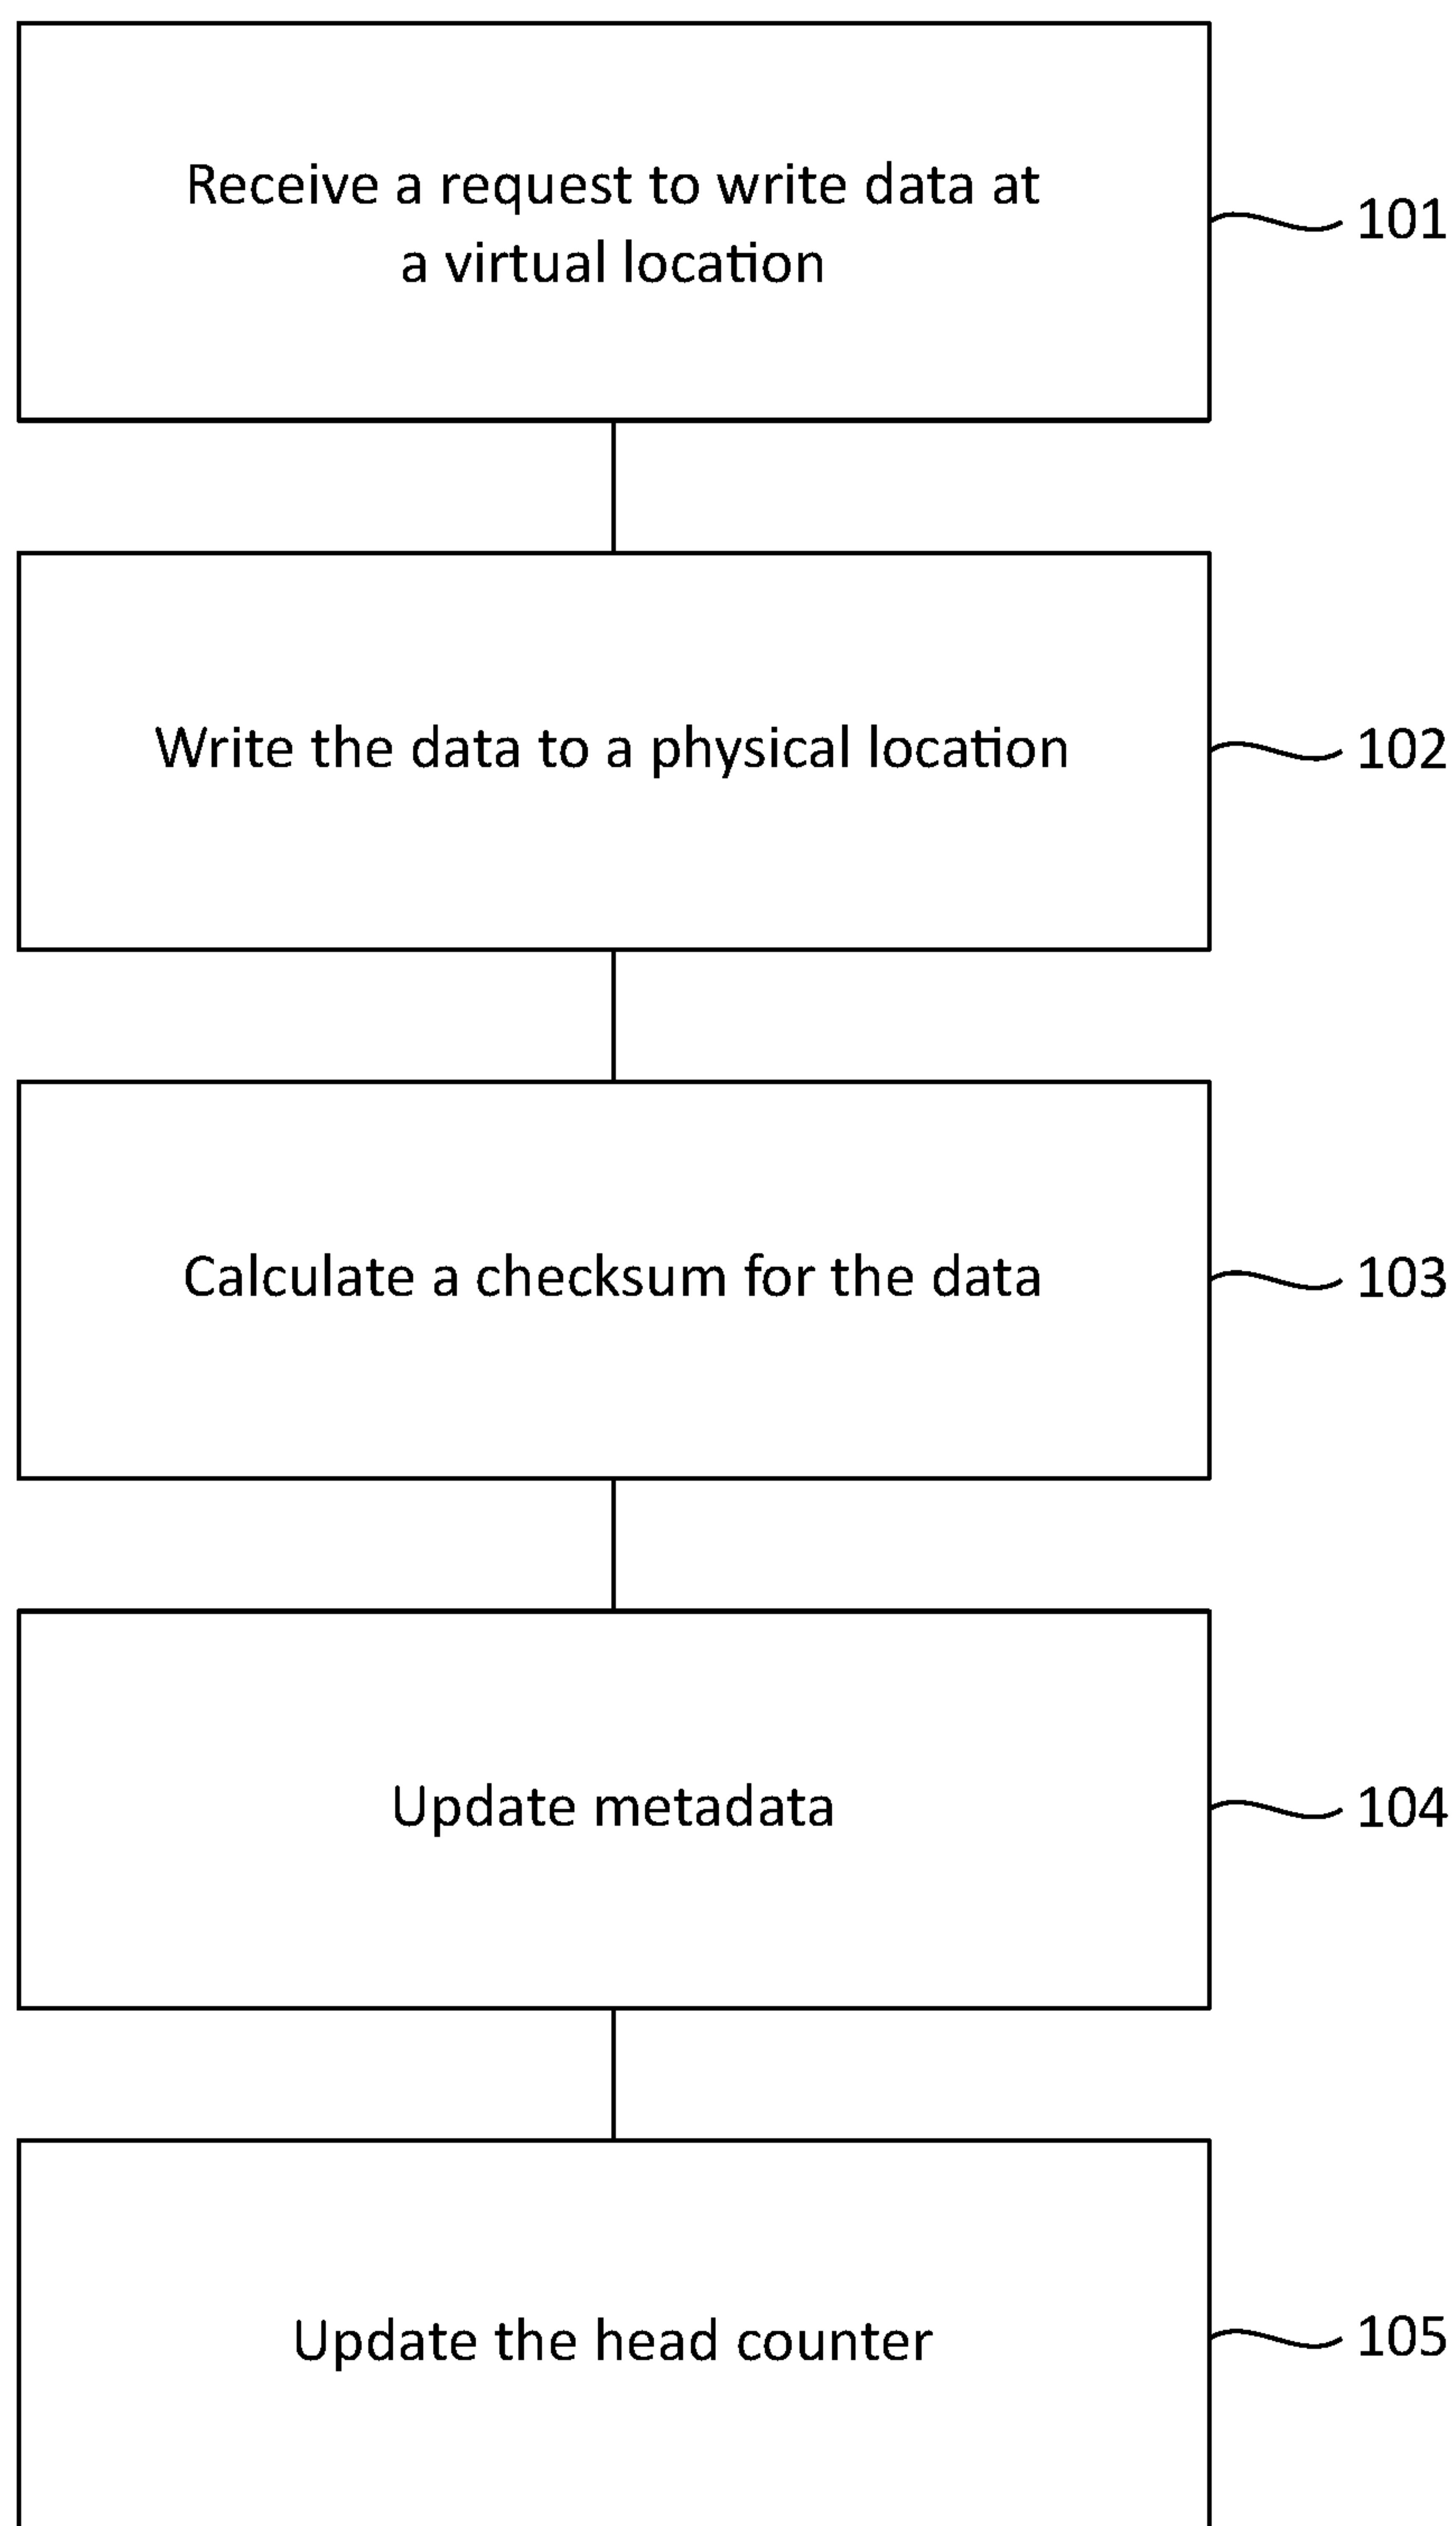 Receive a request to write data at
a virtual location
101
Write the data to a physical location
102
Calculate a checksum for the data
103
Update metadata
104
Update the head counter
105